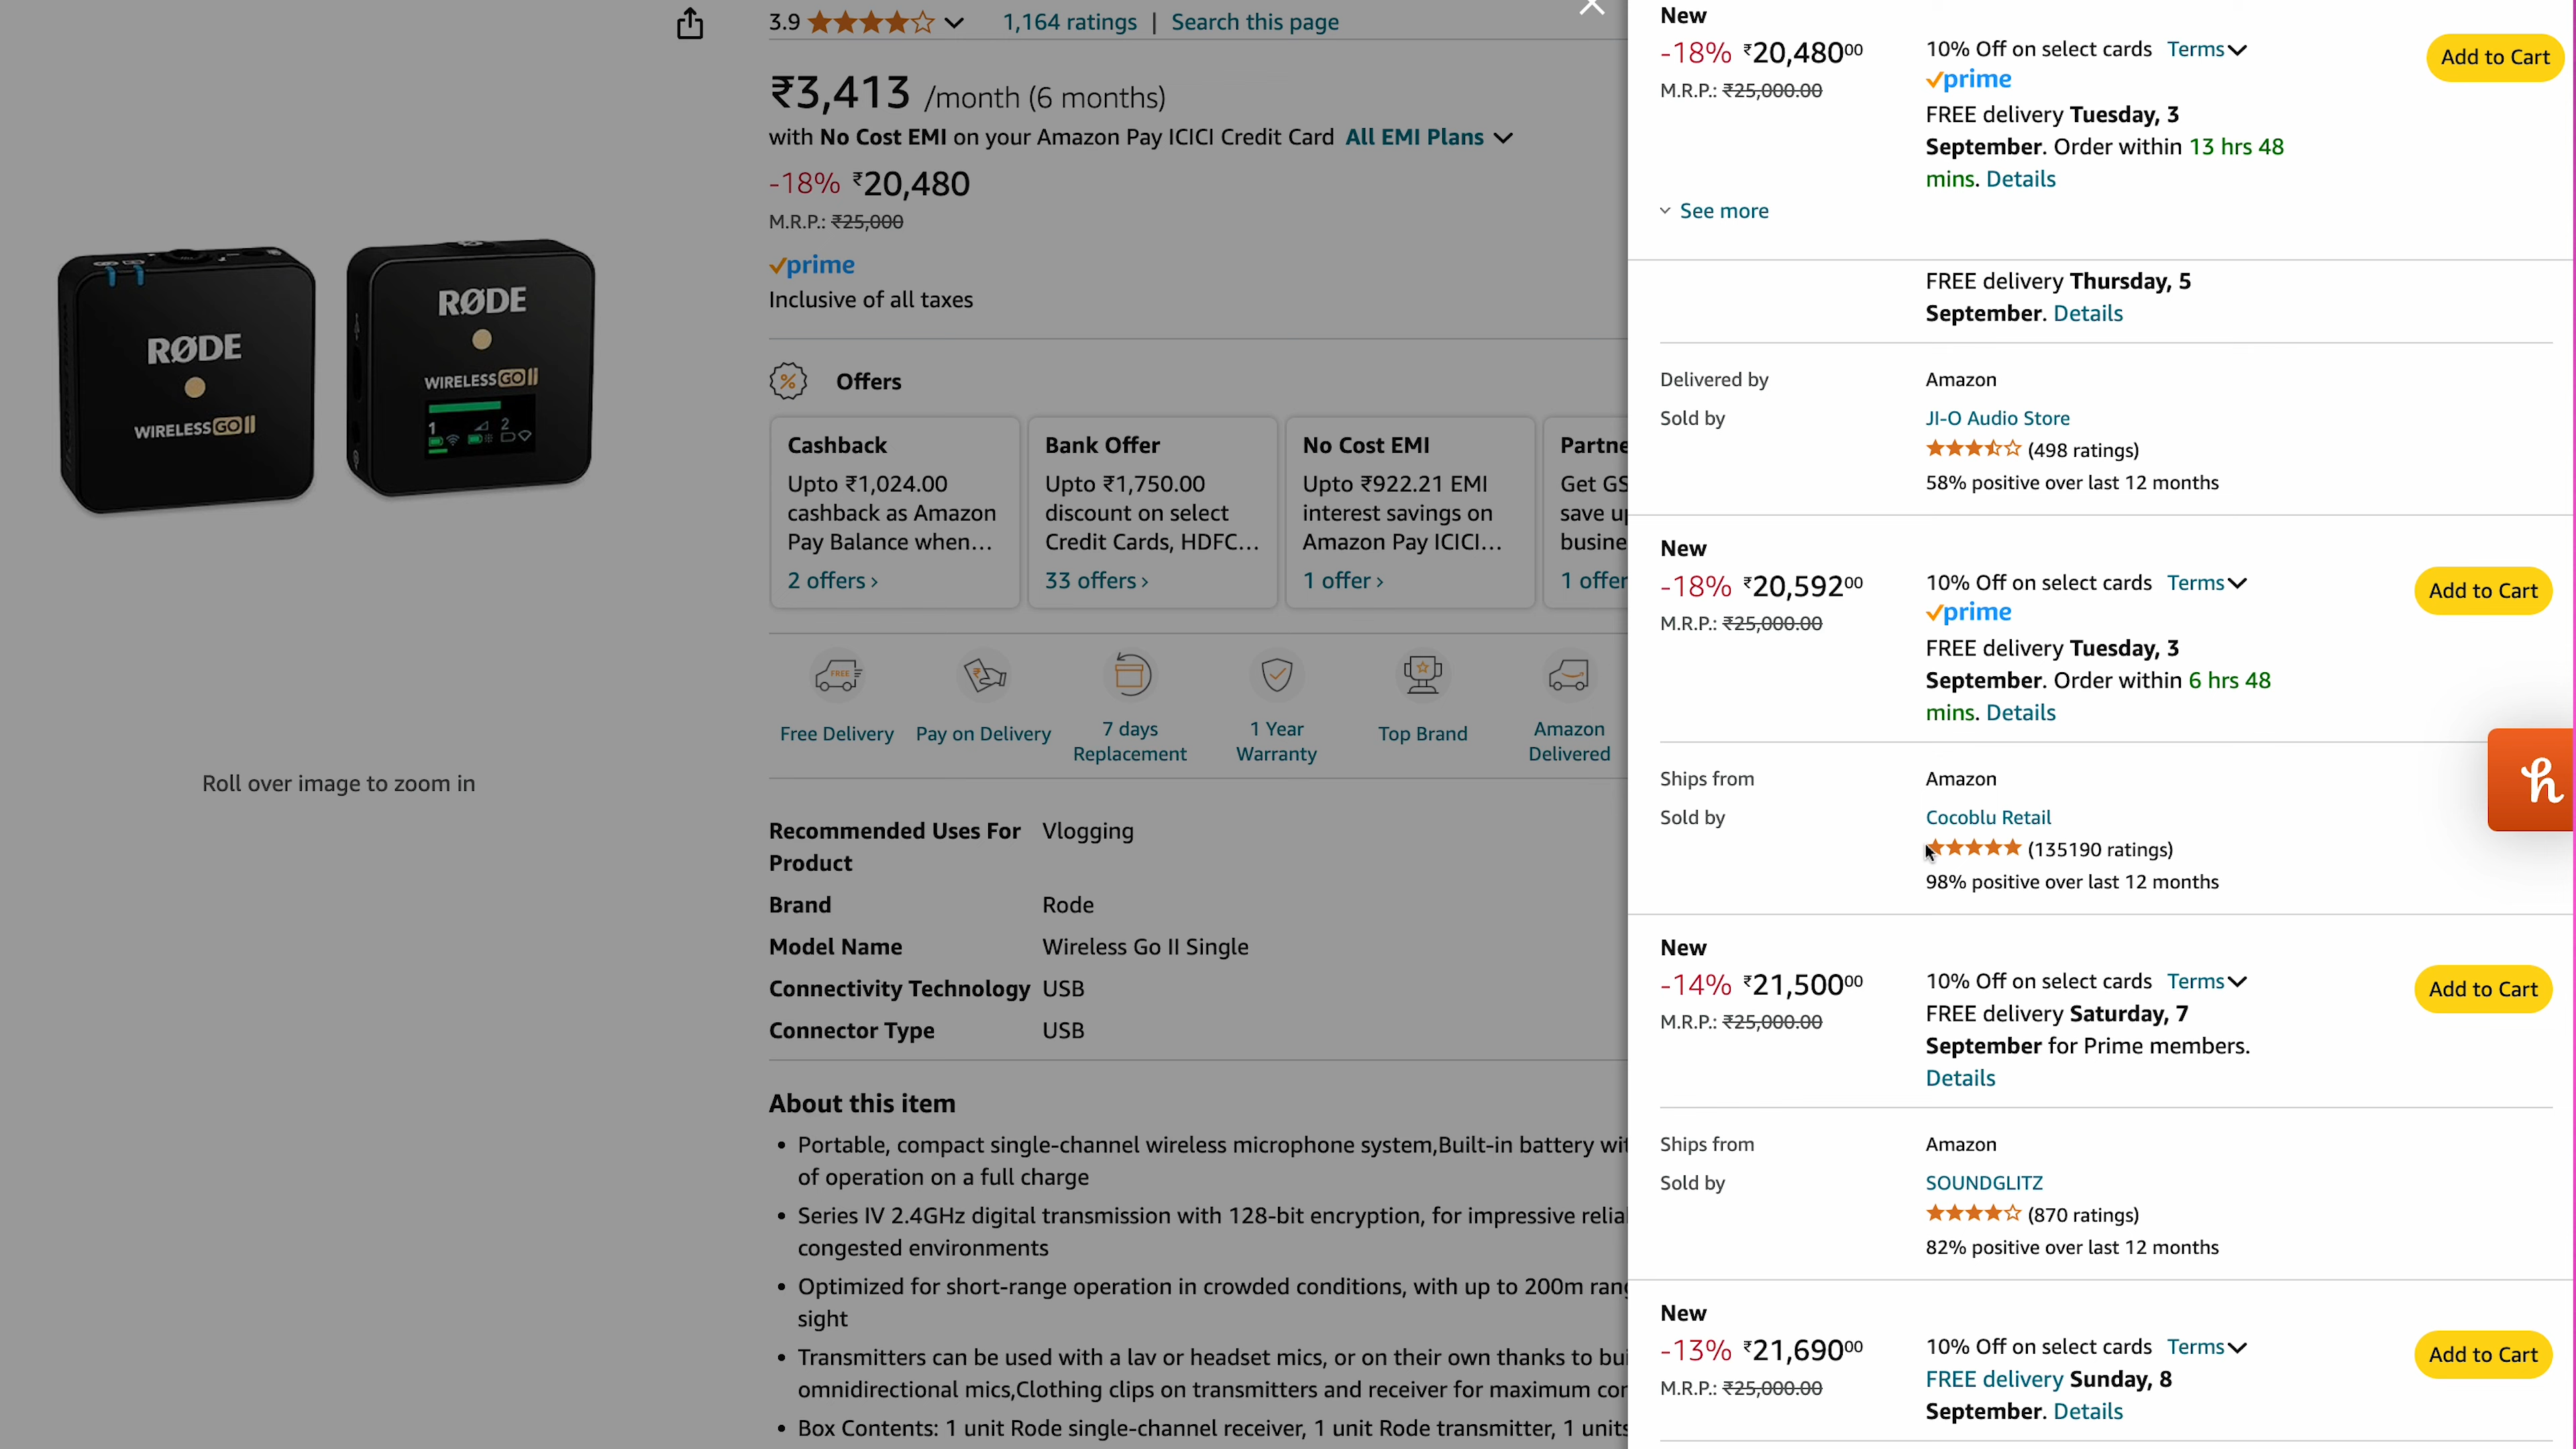 3.9
1,164 ratings | Search this page
₹3,413 /month (6 months)
with No Cost EMI on your Amazon Pay ICICI Credit Card All EMI Plans
-18% ₹20,480
M.R.P.: ₹25,000
prime
Inclusive of all taxes
RØDE
WIRELESS GO II
RØDE
WIRELESS GO II
1 2
Roll over image to zoom in
Offers
Cashback
Upto ₹1,024.00
cashback as Amazon
Pay Balance when…
2 offers ›
Bank Offer
Upto ₹1,750.00
discount on select
Credit Cards, HDFC…
33 offers ›
No Cost EMI
Upto ₹922.21 EMI
interest savings on
Amazon Pay ICICI…
1 offer ›
Partne
Get GS
save u
busine
1 offer
FREE
Free Delivery
Pay on Delivery
7 days
Replacement
1 Year
Warranty
Top Brand
Amazon
Delivered
Recommended Uses For
Product
Vlogging
Brand Rode
Model Name Wireless Go II Single
Connectivity Technology USB
Connector Type USB
About this item
• Portable, compact single-channel wireless microphone system,Built-in battery wit
of operation on a full charge
• Series IV 2.4GHz digital transmission with 128-bit encryption, for impressive relia
congested environments
• Optimized for short-range operation in crowded conditions, with up to 200m rang
sight
• Transmitters can be used with a lav or headset mics, or on their own thanks to bui
omnidirectional mics,Clothing clips on transmitters and receiver for maximum cor
• Box Contents: 1 unit Rode single-channel receiver, 1 unit Rode transmitter, 1 units
New
-18% ₹20,48000
M.R.P.: ₹25,000.00
10% Off on select cards Terms
prime
FREE delivery Tuesday, 3
September. Order within 13 hrs 48
mins. Details
Add to Cart
See more
FREE delivery Thursday, 5
September. Details
Delivered by Amazon
Sold by JI-O Audio Store
(498 ratings)
58% positive over last 12 months
New
-18% ₹20,59200
M.R.P.: ₹25,000.00
10% Off on select cards Terms
prime
FREE delivery Tuesday, 3
September. Order within 6 hrs 48
mins. Details
Add to Cart
Ships from Amazon
Sold by Cocoblu Retail
(135190 ratings)
98% positive over last 12 months
h
New
-14% ₹21,50000
M.R.P.: ₹25,000.00
10% Off on select cards Terms
FREE delivery Saturday, 7
September for Prime members.
Details
Add to Cart
Ships from Amazon
Sold by SOUNDGLITZ
(870 ratings)
82% positive over last 12 months
New
-13% ₹21,69000
M.R.P.: ₹25,000.00
10% Off on select cards Terms
FREE delivery Sunday, 8
September. Details
Add to Cart